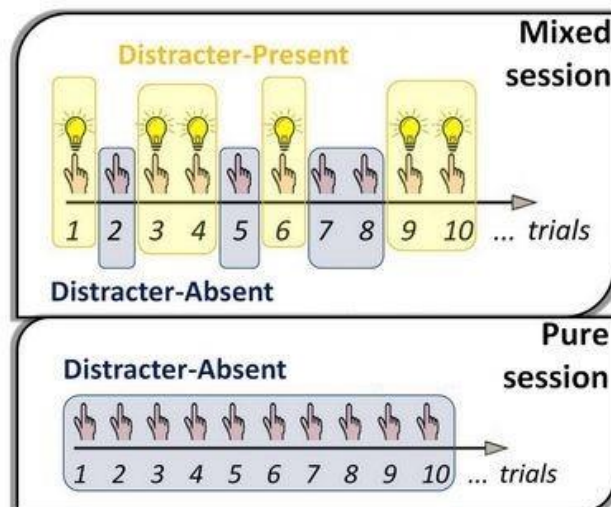 Mixed
session
Distracter-Present
1 2 3 4 5 6 7 8 9 10 ... trials
Distracter-Absent
Pure
session
Distracter-Absent
1 2 3 4 5 6 7 8 9 10 ... trials